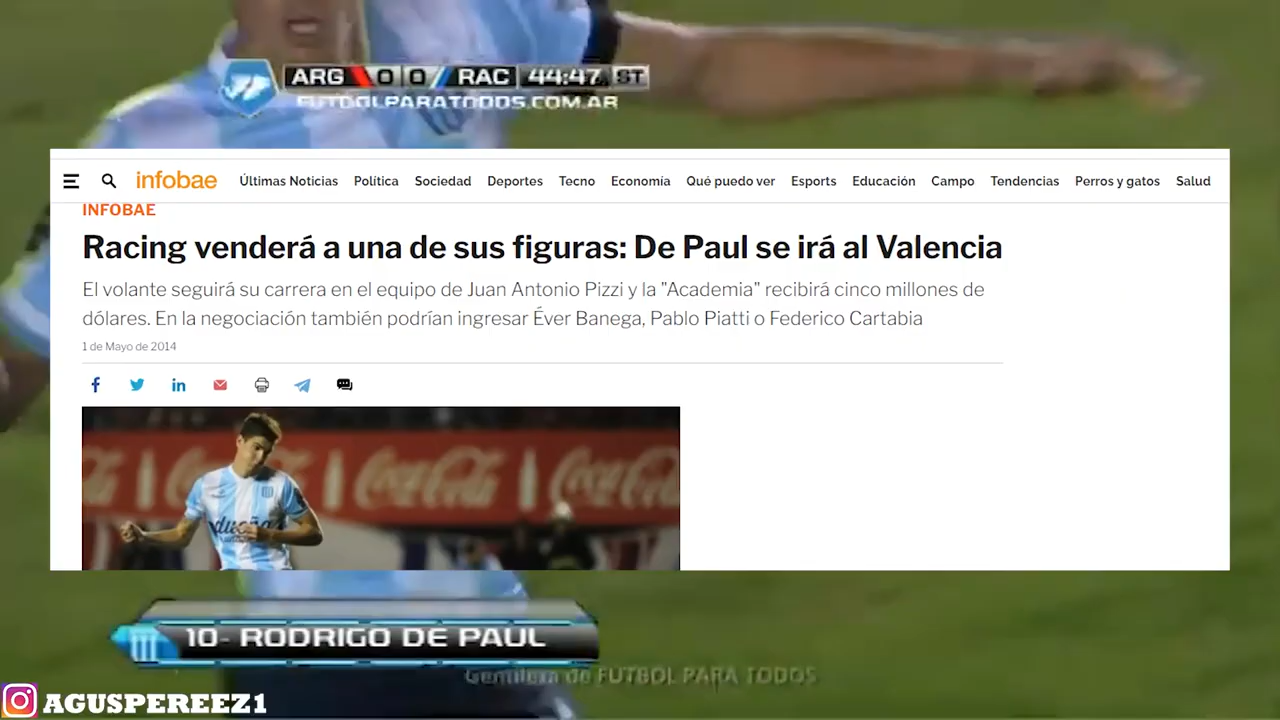 ARG 0 0 RAC 44:47 ST
FUTBOLPARATODOS.COM.AR
infobae Últimas Noticias Política Sociedad Deportes Tecno Economía Qué puedo ver Esports Educación Campo Tendencias Perros y gatos Salud
INFOBAE
Racing venderá a una de sus figuras: De Paul se irá al Valencia
El volante seguirá su carrera en el equipo de Juan Antonio Pizzi y la "Academia" recibirá cinco millones de
dólares. En la negociación también podrían ingresar Éver Banega, Pablo Piatti o Federico Cartabia
1 de Mayo de 2014
Coca-Cola Coca-Cola
10- RODRIGO DE PAUL
Gentileza de FUTBOL PARA TODOS
AGUSPEREEZ1